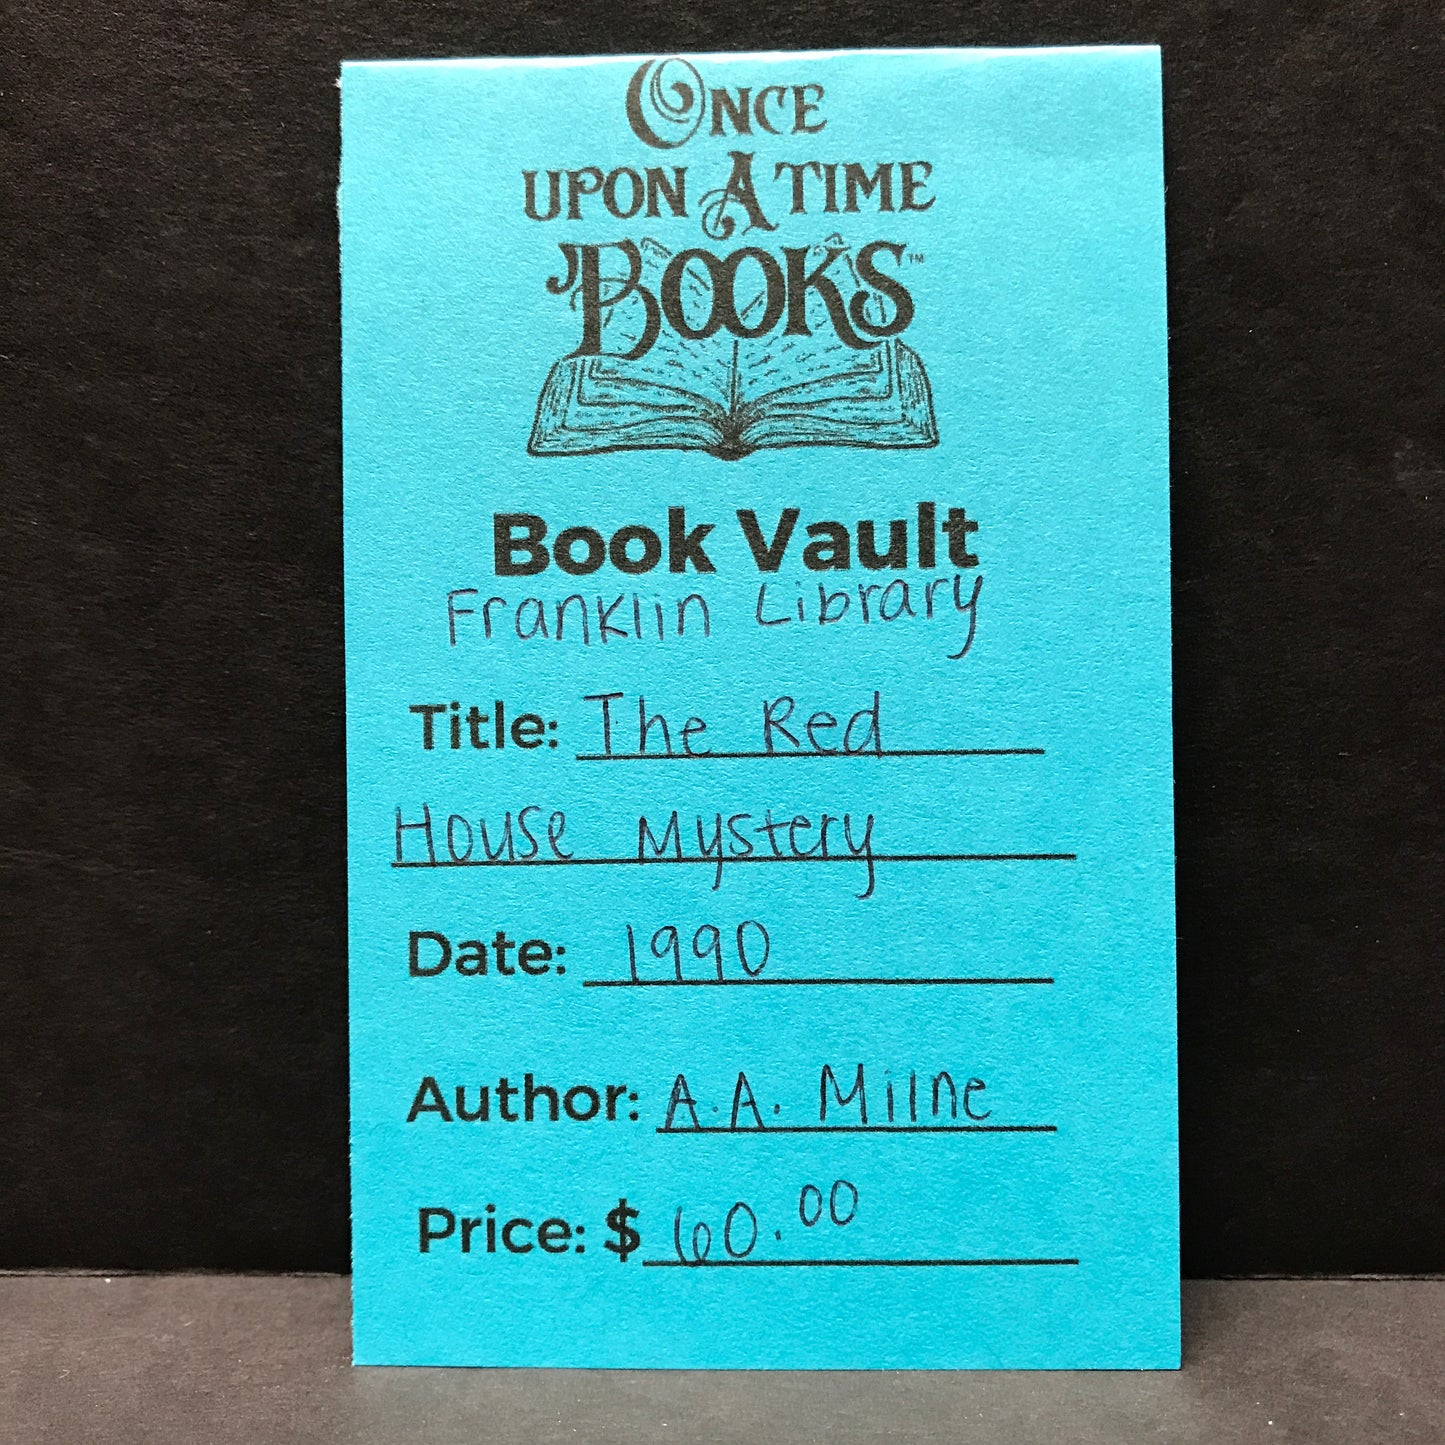 ONCE
UPON A TIME
BOOKS™
Book Vault
Franklin Library
Title: The Red
House Mystery
Date: 1990
Author: A.A. Milne
Price: $ 60.00